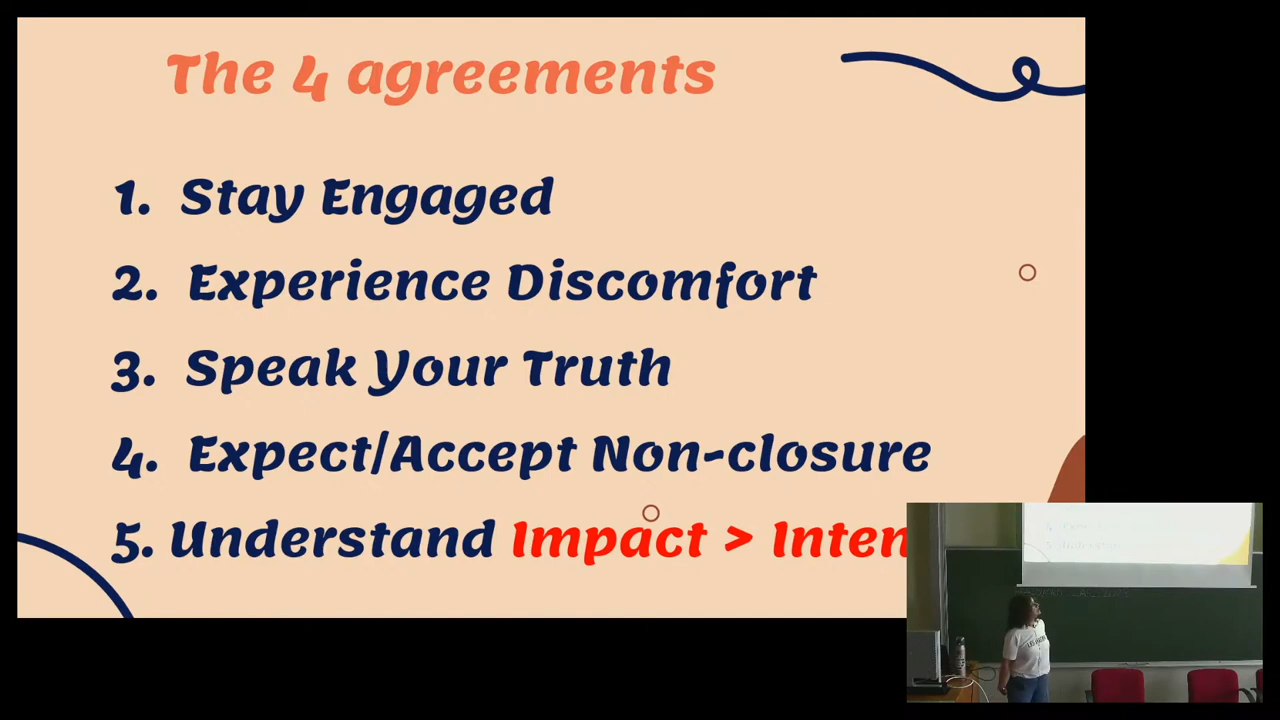 The 4 agreements
1. Stay Engaged
2. Experience Discomfort
3. Speak Your Truth
4. Expect/Accept Non-closure
5. Understand Impact > Inten